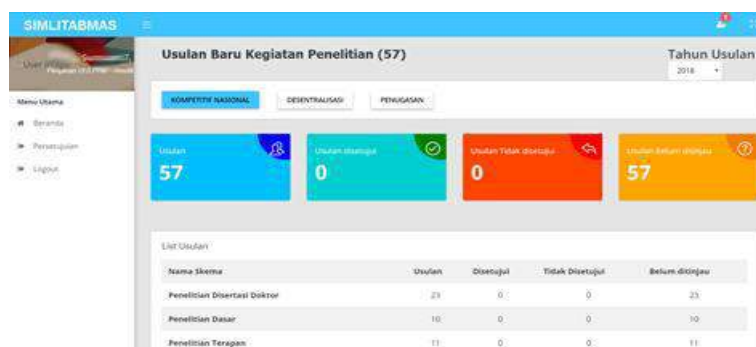 SIMLITABMAS
Usulan Baru Kegiatan Penelitian (57)
Tahun Usulan
2018
Menu Utama
Beranda
Persetujuan
Logout
KOMPETITIF NASIONAL
DESENTRALISASI
PENUGASAN
Usulan
57
Usulan disetujui
0
Usulan Tidak disetujui
0
Usulan Belum ditinjau
57
List Usulan
Nama Skema Usulan Disetujui Tidak Disetujui Belum ditinjau
Penelitian Disertasi Doktor 23 0 0 23
Penelitian Dasar 10 0 0 10
Penelitian Terapan 11 0 0 11